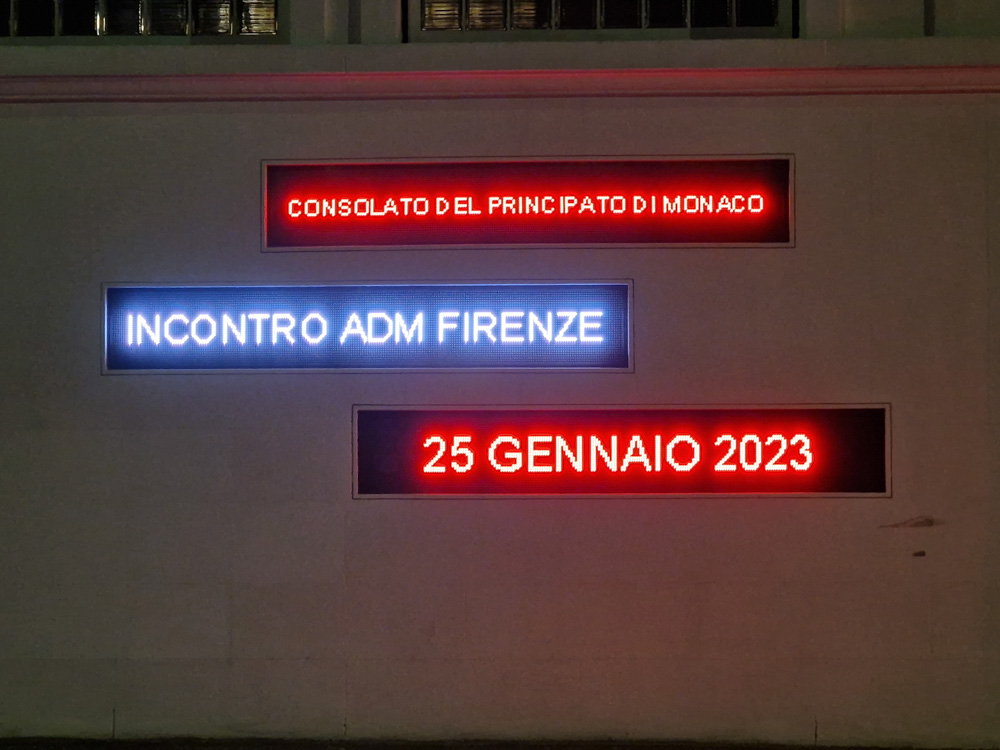 CONSOLATO DEL PRINCIPATO DI MONACO
INCONTRO ADM FIRENZE
25 GENNAIO 2023